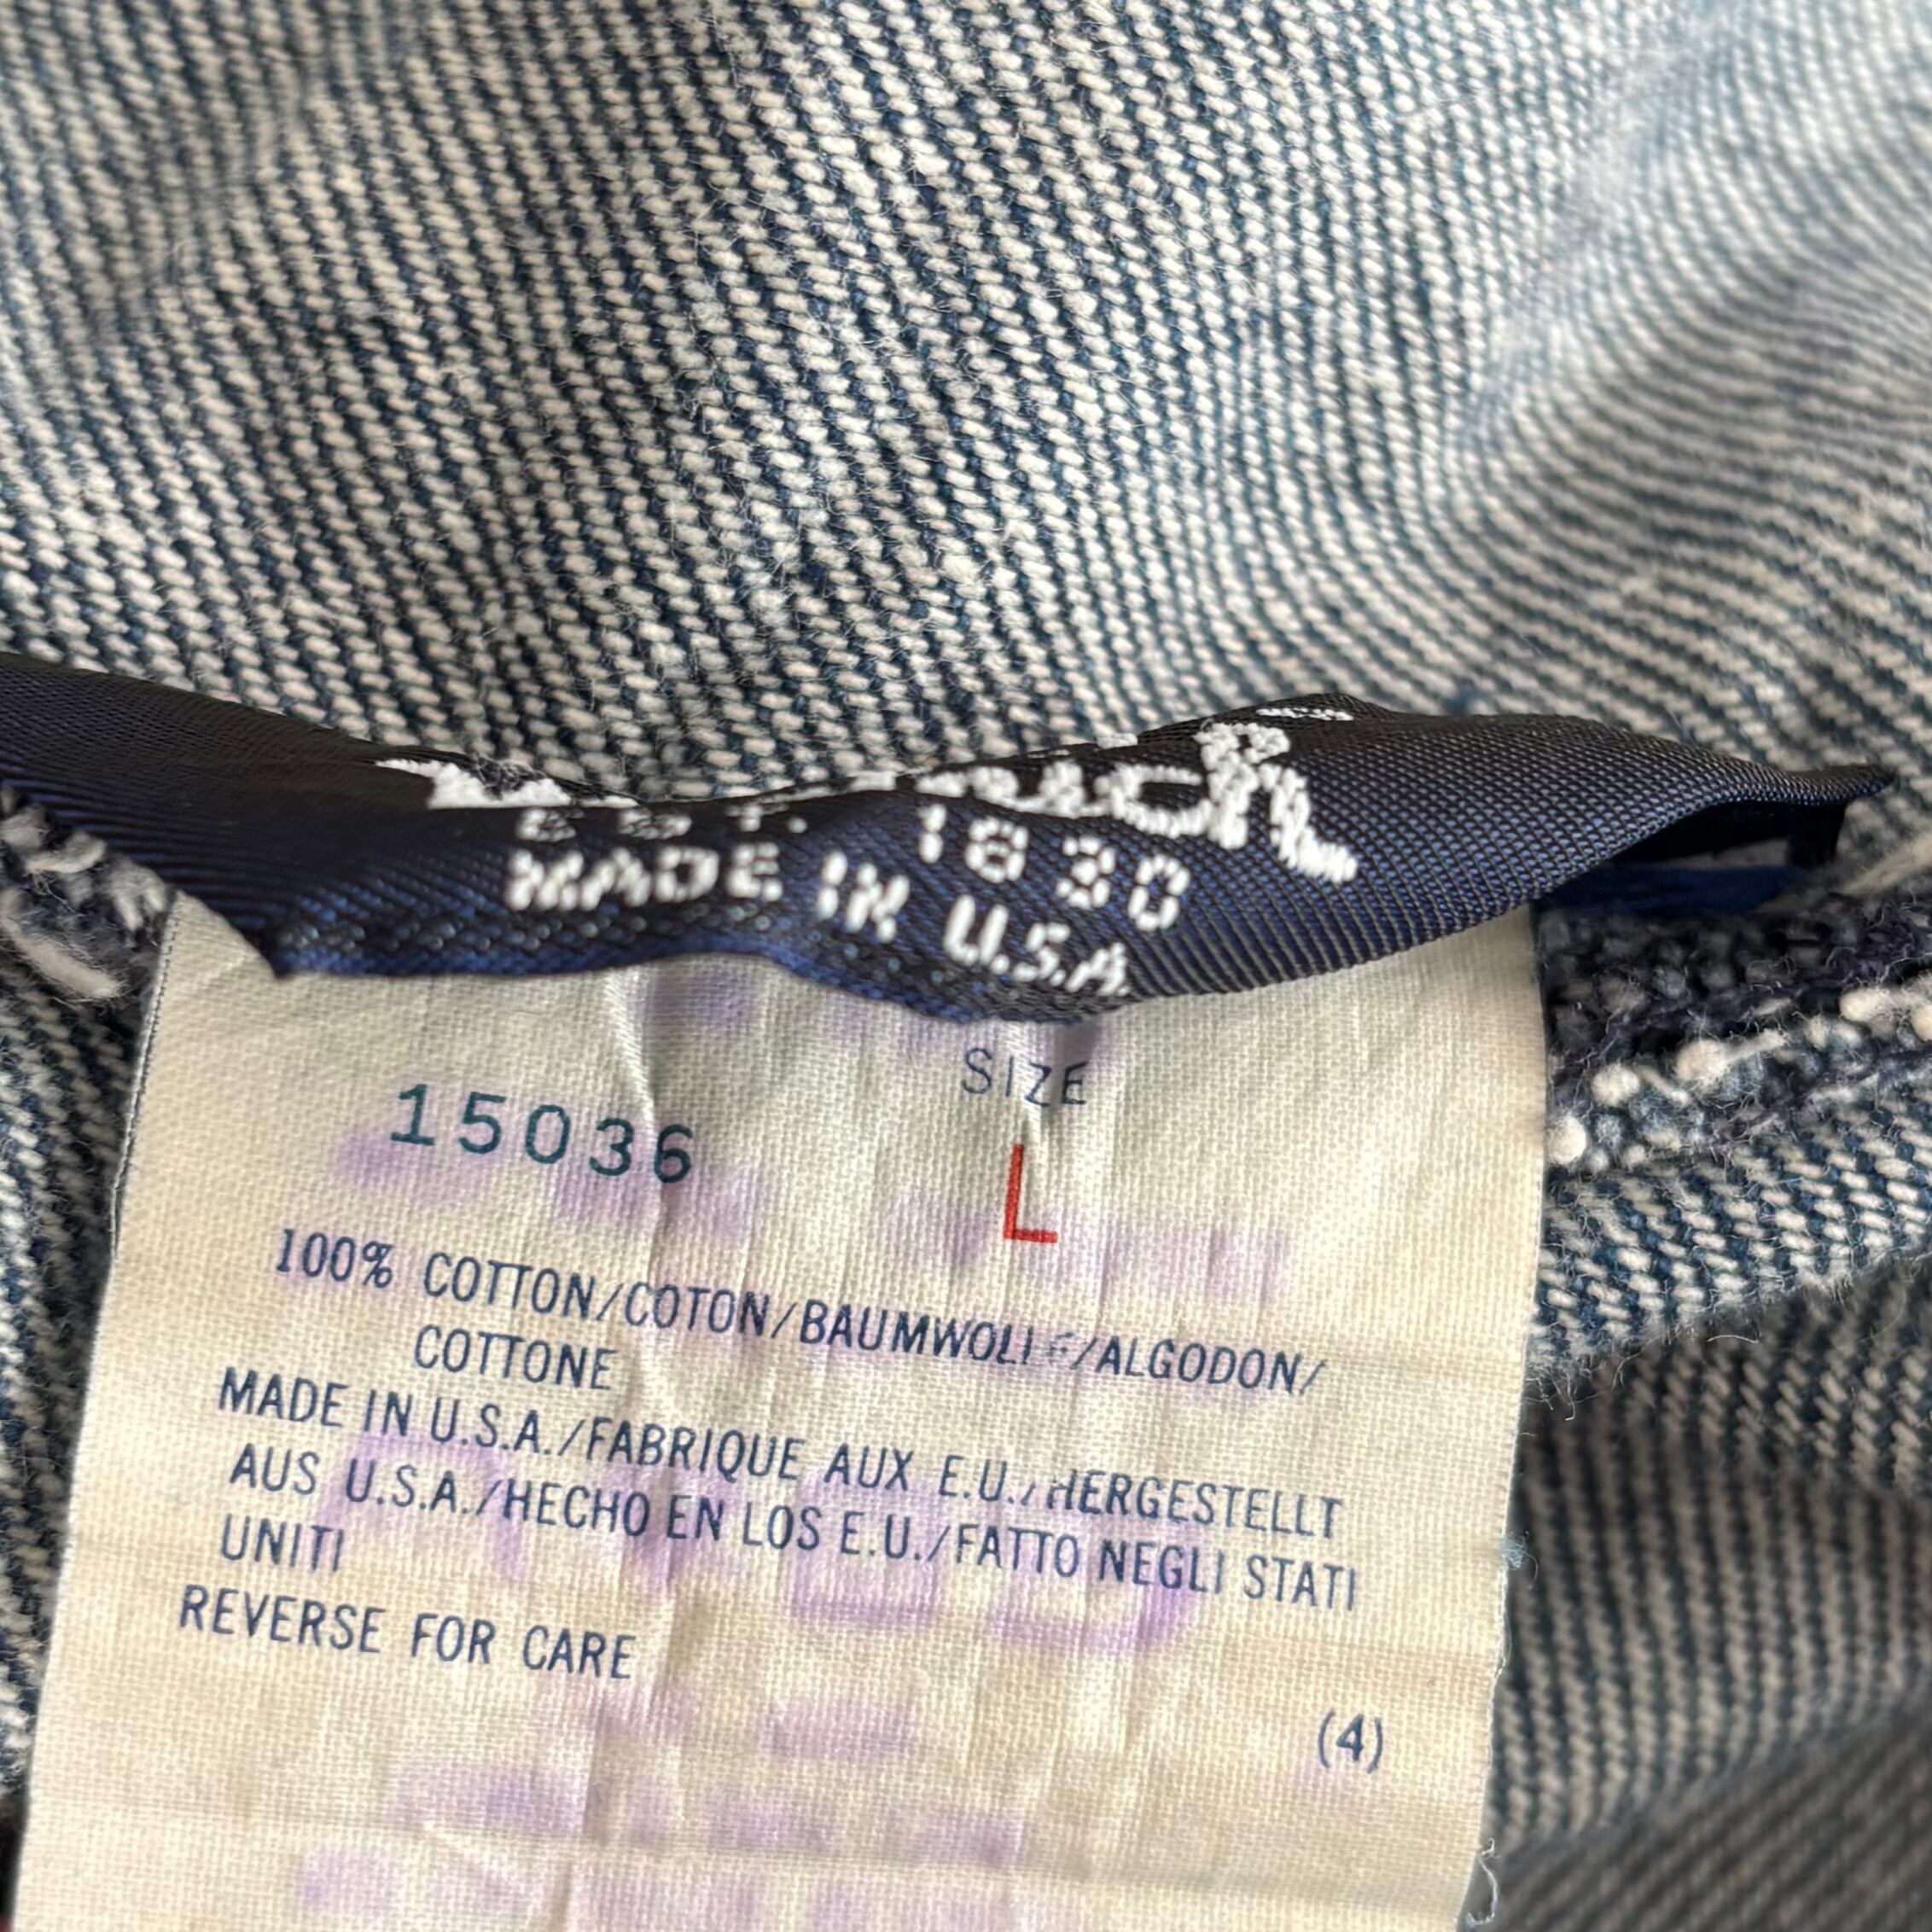 EST. 1830
MADE IN U.S.A.
SIZE
15036
L
100% COTTON/COTON/BAUMWOLLE/ALGODON/
COTTONE
MADE IN U.S.A./FABRIQUE AUX E.U./HERGESTELLT
AUS U.S.A./HECHO EN LOS E.U./FATTO NEGLI STATI
UNITI
REVERSE FOR CARE
(4)